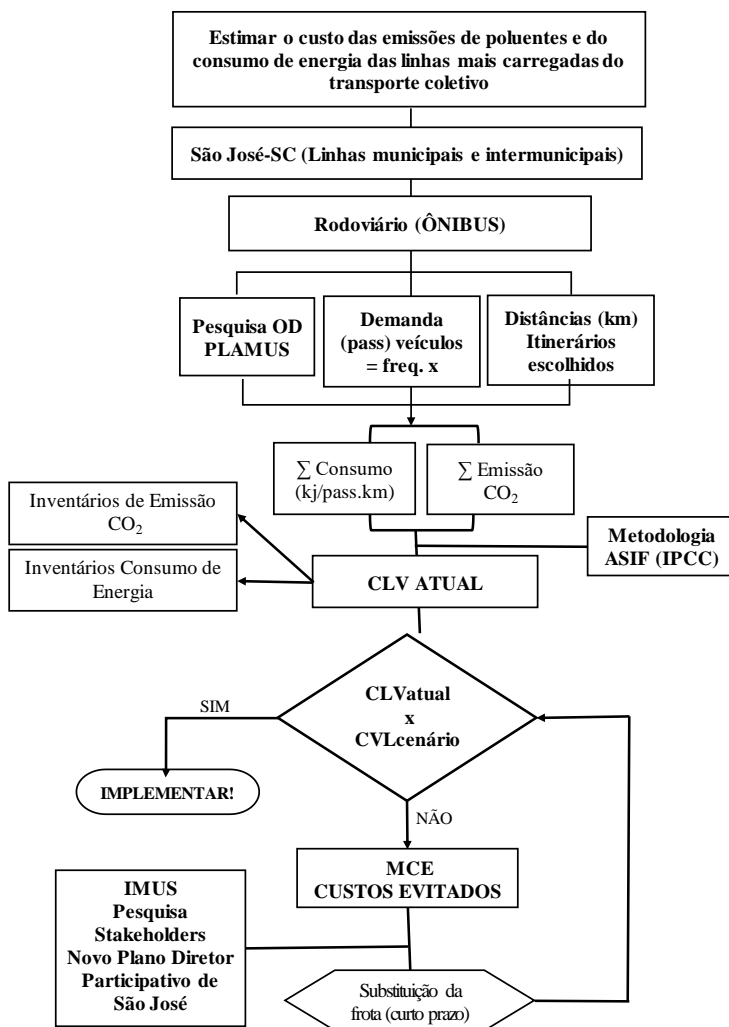 Estimar o custo das emissões de poluentes e do
consumo de energia das linhas mais carregadas do
transporte coletivo
São José-SC (Linhas municipais e intermunicipais)
Rodoviário (ÔNIBUS)
Pesquisa OD
PLAMUS
Demanda
(pass) veículos
= freq. x
Distâncias (km)
Itinerários
escolhidos
∑ Consumo
(kj/pass.km)
∑ Emissão
CO₂
Inventários de Emissão
CO₂
Inventários Consumo de
Energia
Metodologia
ASIF (IPCC)
CLV ATUAL
CLVatual
x
CVLcenário
SIM
IMPLEMENTAR!
NÃO
MCE
CUSTOS EVITADOS
IMUS
Pesquisa
Stakeholders
Novo Plano Diretor
Participativo de
São José
Substituição da
frota (curto prazo)